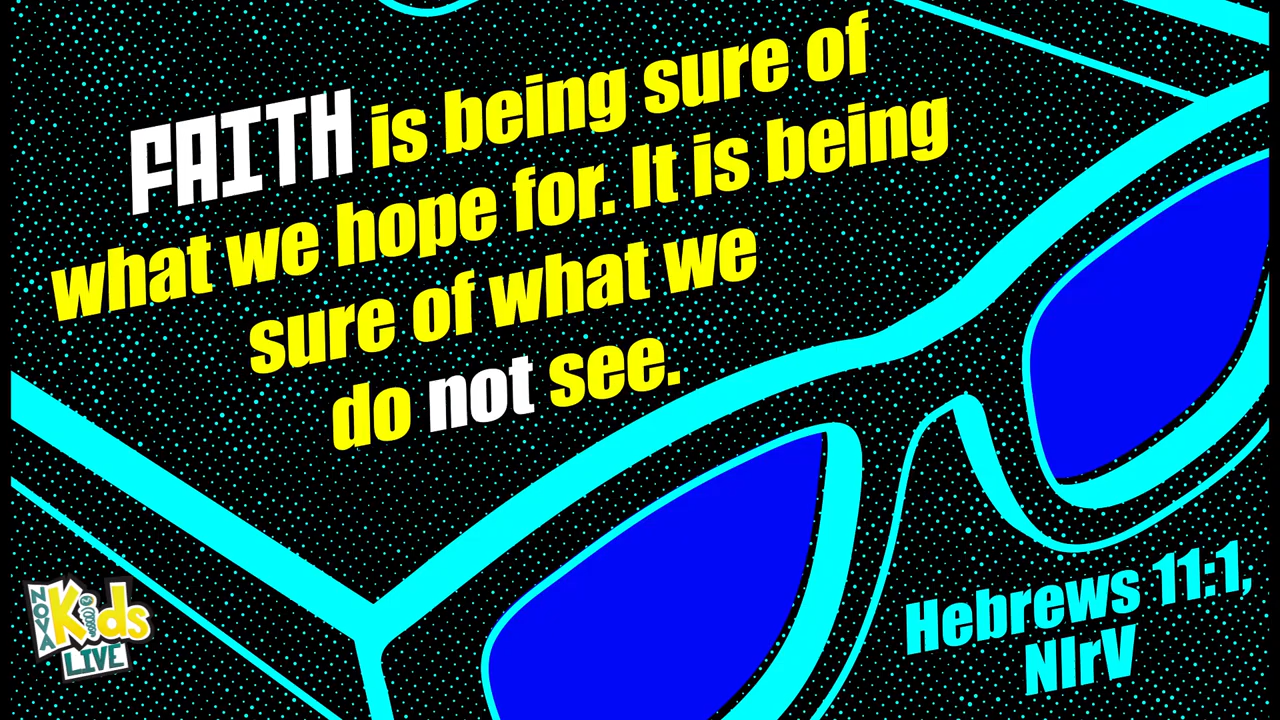 FAITH is being sure of
what we hope for. It is being
sure of what we
do not see.
Hebrews 11:1,
NIrV
NOVA
Kids
LIVE